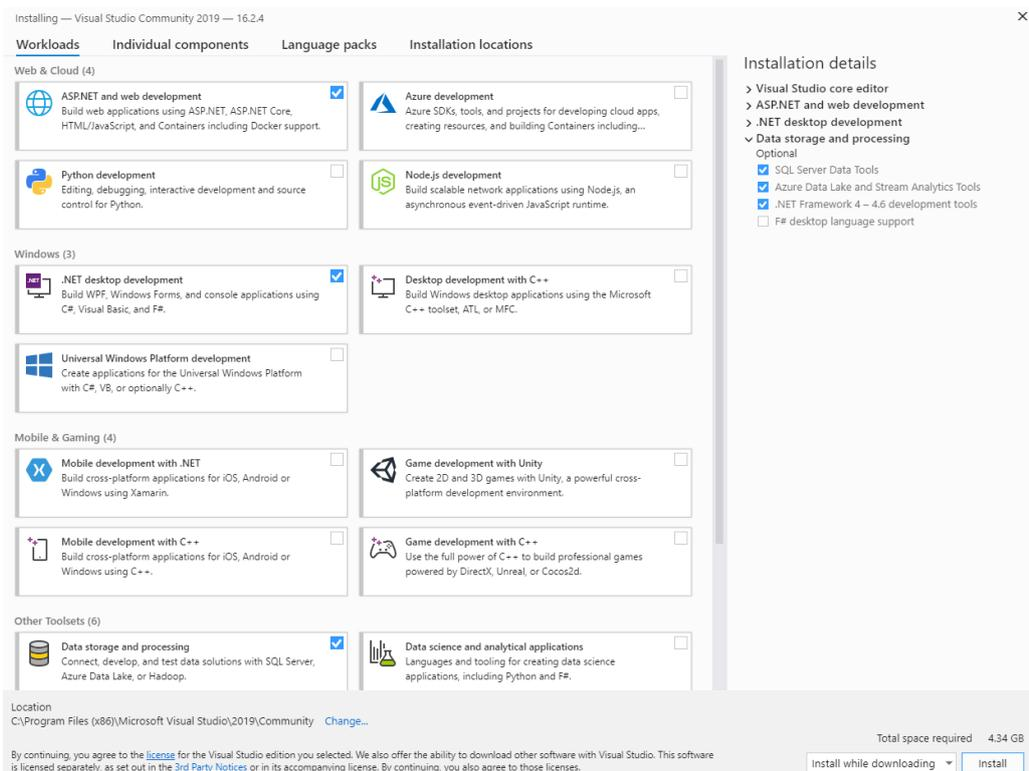 Installing — Visual Studio Community 2019 — 16.2.4
Workloads Individual components Language packs Installation locations
Web & Cloud (4)
ASP.NET and web development
Build web applications using ASP.NET, ASP.NET Core,
HTML/JavaScript, and Containers including Docker support.
Azure development
Azure SDKs, tools, and projects for developing cloud apps,
creating resources, and building Containers including...
Python development
Editing, debugging, interactive development and source
control for Python.
Node.js development
Build scalable network applications using Node.js, an
asynchronous event-driven JavaScript runtime.
Windows (3)
.NET
.NET desktop development
Build WPF, Windows Forms, and console applications using
C#, Visual Basic, and F#.
Desktop development with C++
Build Windows desktop applications using the Microsoft
C++ toolset, ATL, or MFC.
Universal Windows Platform development
Create applications for the Universal Windows Platform
with C#, VB, or optionally C++.
Mobile & Gaming (4)
Mobile development with .NET
Build cross-platform applications for iOS, Android or
Windows using Xamarin.
Game development with Unity
Create 2D and 3D games with Unity, a powerful cross-
platform development environment.
Mobile development with C++
Build cross-platform applications for iOS, Android or
Windows using C++.
Game development with C++
Use the full power of C++ to build professional games
powered by DirectX, Unreal, or Cocos2d.
Other Toolsets (6)
Data storage and processing
Connect, develop, and test data solutions with SQL Server,
Azure Data Lake, or Hadoop.
Data science and analytical applications
Languages and tooling for creating data science
applications, including Python and F#.
Installation details
Visual Studio core editor
ASP.NET and web development
.NET desktop development
Data storage and processing
Optional
SQL Server Data Tools
Azure Data Lake and Stream Analytics Tools
.NET Framework 4 – 4.6 development tools
F# desktop language support
Location
C:\Program Files (x86)\Microsoft Visual Studio\2019\Community Change...
Total space required 4.34 GB
By continuing, you agree to the license for the Visual Studio edition you selected. We also offer the ability to download other software with Visual Studio. This software
is licensed separately, as set out in the 3rd Party Notices or in its accompanying license. By continuing, you also agree to those licenses.
Install while downloading Install